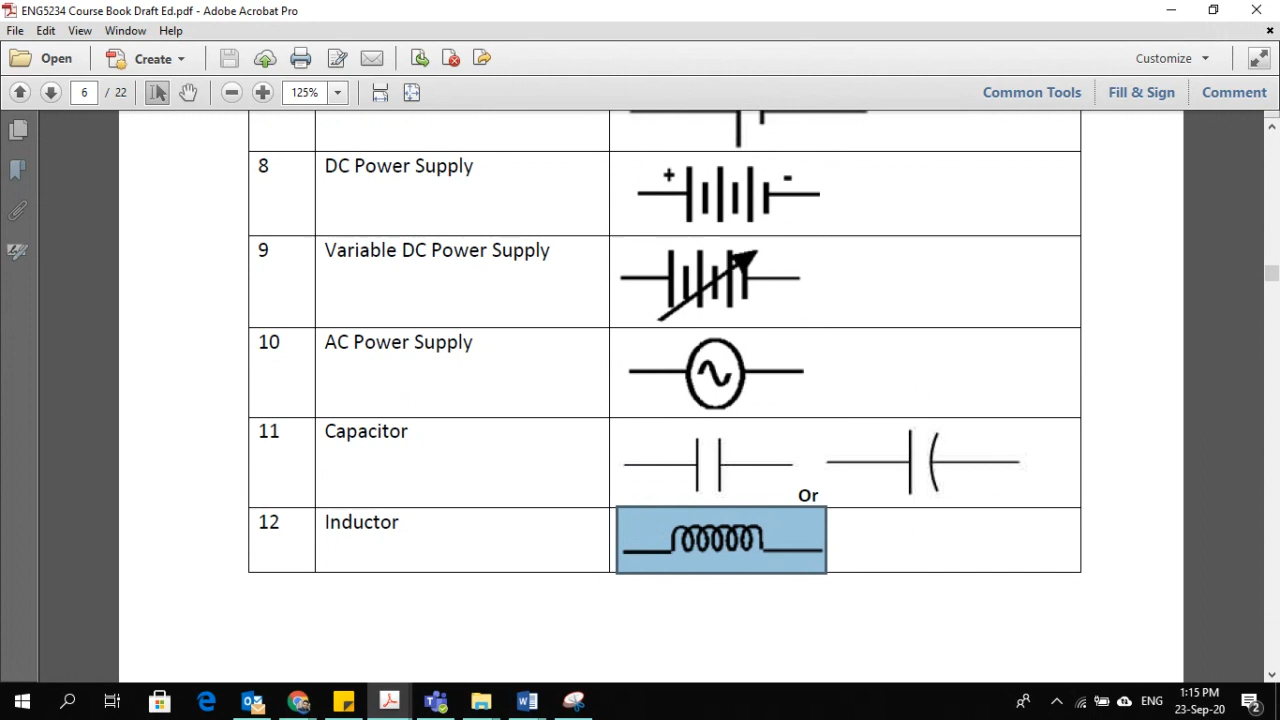 ENG5234 Course Book Draft Ed.pdf - Adobe Acrobat Pro
File Edit View Window Help
Open Create Customize
6 / 22 125% Common Tools Fill & Sign Comment
8 DC Power Supply + -
9 Variable DC Power Supply
10 AC Power Supply
11 Capacitor
Or
12 Inductor
ENG 1:15 PM
23-Sep-20 2